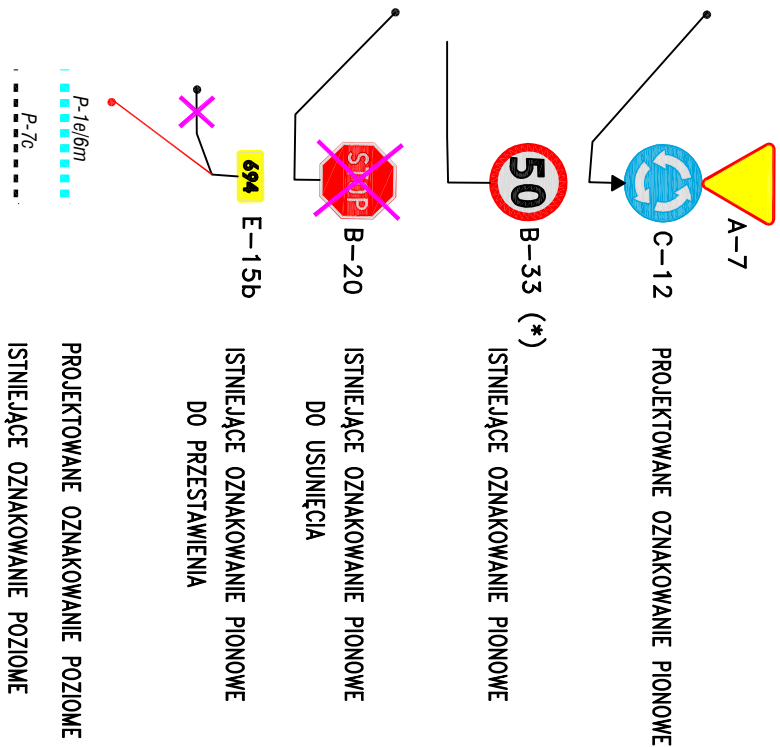 A-7
C-12
PROJEKTOWANE OZNAKOWANIE PIONOWE
50
B-33 (*)
ISTNIEJĄCE OZNAKOWANIE PIONOWE
STOP
B-20
ISTNIEJĄCE OZNAKOWANIE PIONOWE
DO USUNIĘCIA
694
E-15b
ISTNIEJĄCE OZNAKOWANIE PIONOWE
DO PRZESTAWIENIA
P-1e/6m
PROJEKTOWANE OZNAKOWANIE POZIOME
P-7c
ISTNIEJĄCE OZNAKOWANIE POZIOME